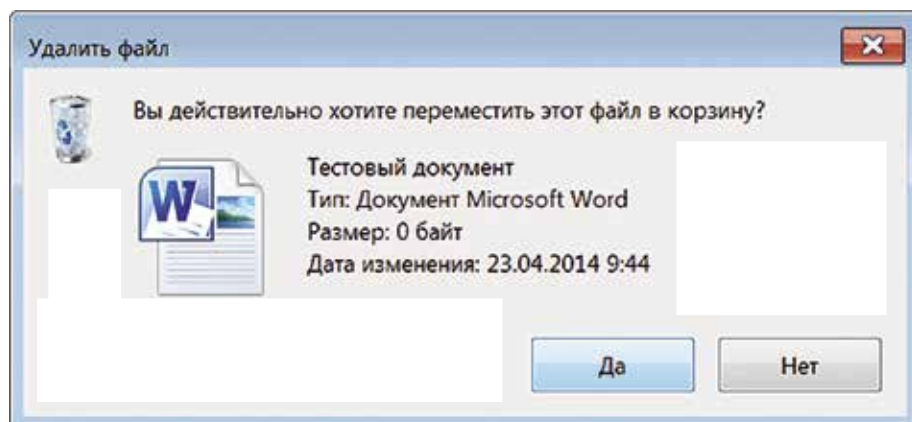 Удалить файл
Вы действительно хотите переместить этот файл в корзину?
Тестовый документ
Тип: Документ Microsoft Word
Размер: 0 байт
Дата изменения: 23.04.2014 9:44
Да
Нет